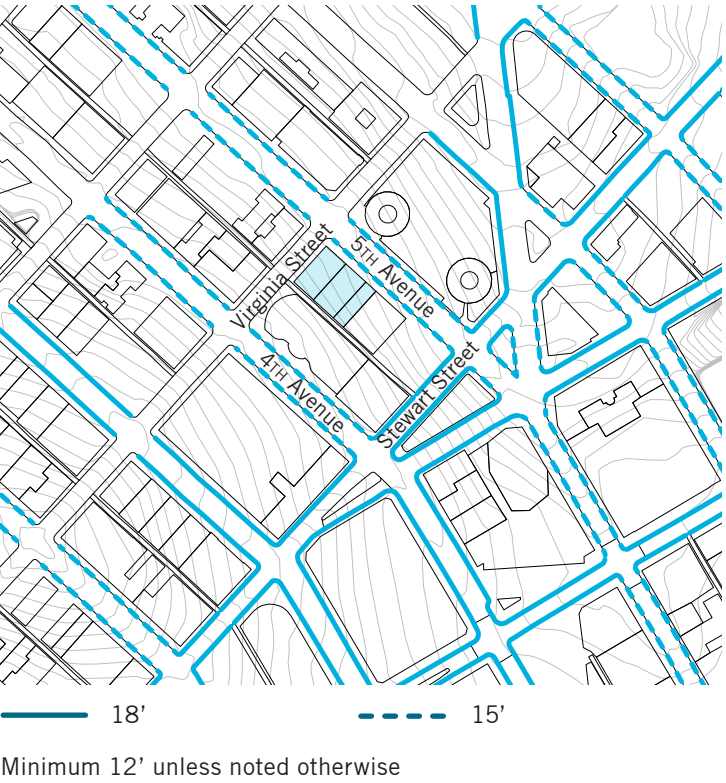 Virginia Street
5TH Avenue
4TH Avenue
Stewart Street
18’
15’
Minimum 12’ unless noted otherwise